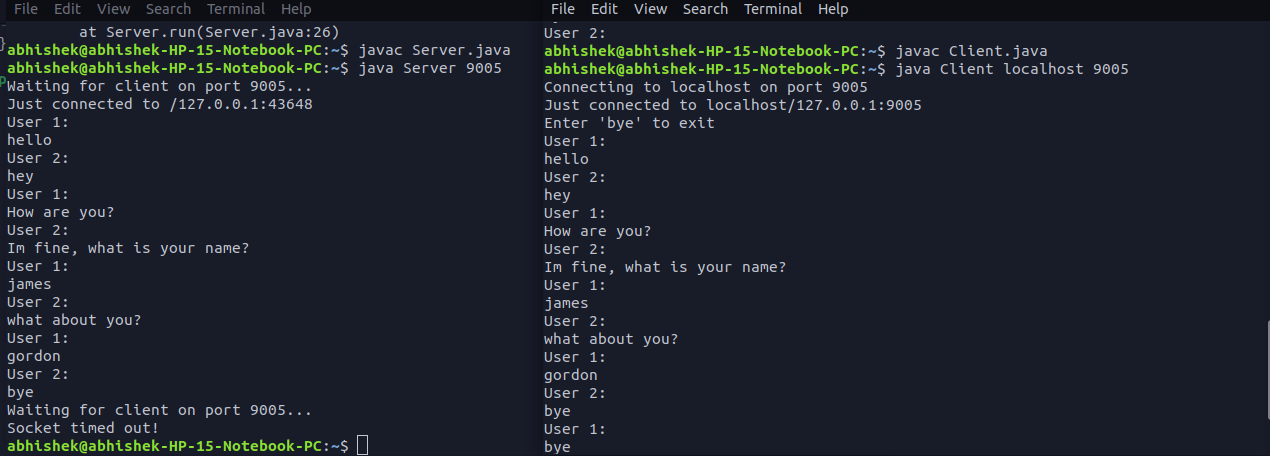 File Edit View Search Terminal Help
at Server.run(Server.java:26)
}
abhishek@abhishek-HP-15-Notebook-PC:~$ javac Server.java
abhishek@abhishek-HP-15-Notebook-PC:~$ java Server 9005
Waiting for client on port 9005...
Just connected to /127.0.0.1:43648
User 1:
hello
User 2:
hey
User 1:
How are you?
User 2:
Im fine, what is your name?
User 1:
james
User 2:
what about you?
User 1:
gordon
User 2:
bye
Waiting for client on port 9005...
Socket timed out!
abhishek@abhishek-HP-15-Notebook-PC:~$
File Edit View Search Terminal Help
User 2:
abhishek@abhishek-HP-15-Notebook-PC:~$ javac Client.java
abhishek@abhishek-HP-15-Notebook-PC:~$ java Client localhost 9005
Connecting to localhost on port 9005
Just connected to localhost/127.0.0.1:9005
Enter 'bye' to exit
User 1:
hello
User 2:
hey
User 1:
How are you?
User 2:
Im fine, what is your name?
User 1:
james
User 2:
what about you?
User 1:
gordon
User 2:
bye
User 1:
bye